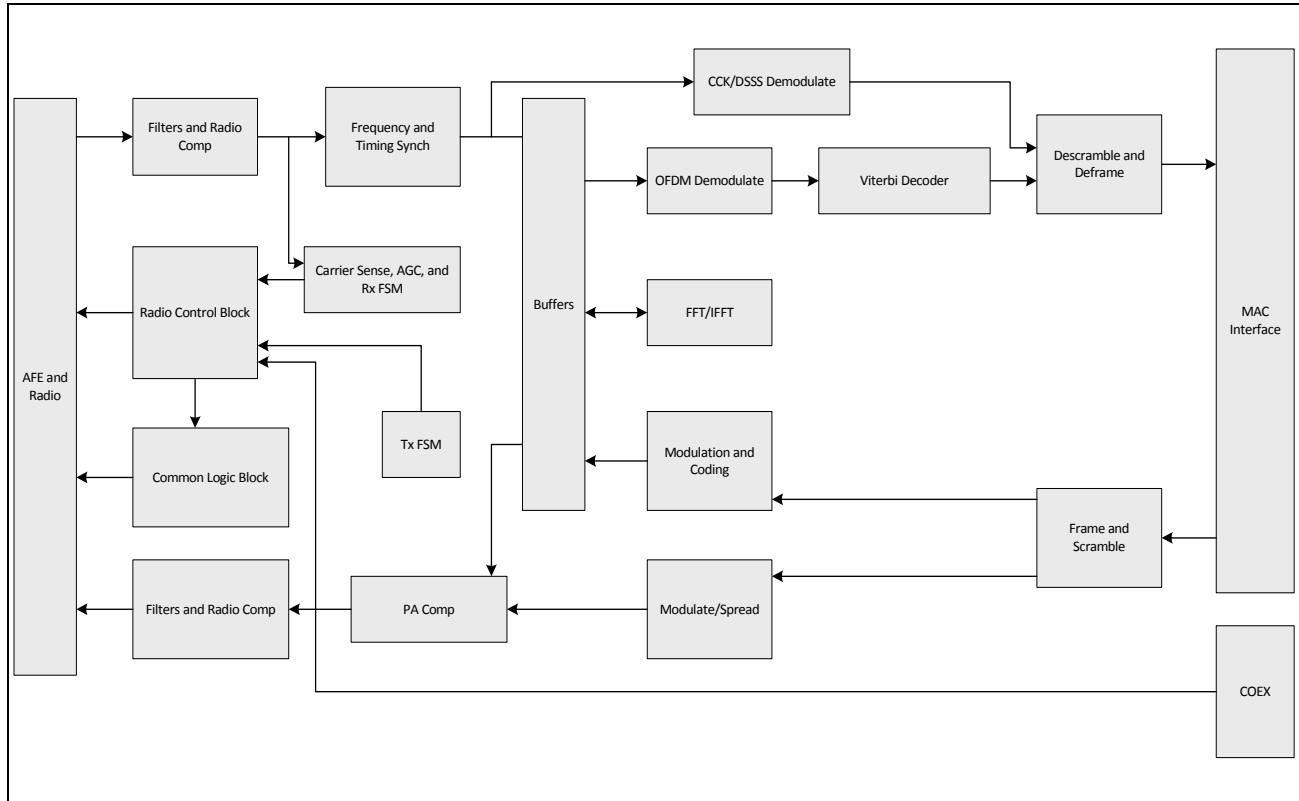 CCK/DSSS Demodulate
Filters and Radio
Comp
Frequency and
Timing Synch
OFDM Demodulate
Viterbi Decoder
Descramble and
Deframe
Carrier Sense, AGC, and
Rx FSM
Radio Control Block
Buffers
FFT/IFFT
MAC
Interface
AFE and
Radio
Tx FSM
Modulation and
Coding
Common Logic Block
Frame and
Scramble
Filters and Radio Comp
PA Comp
Modulate/Spread
COEX